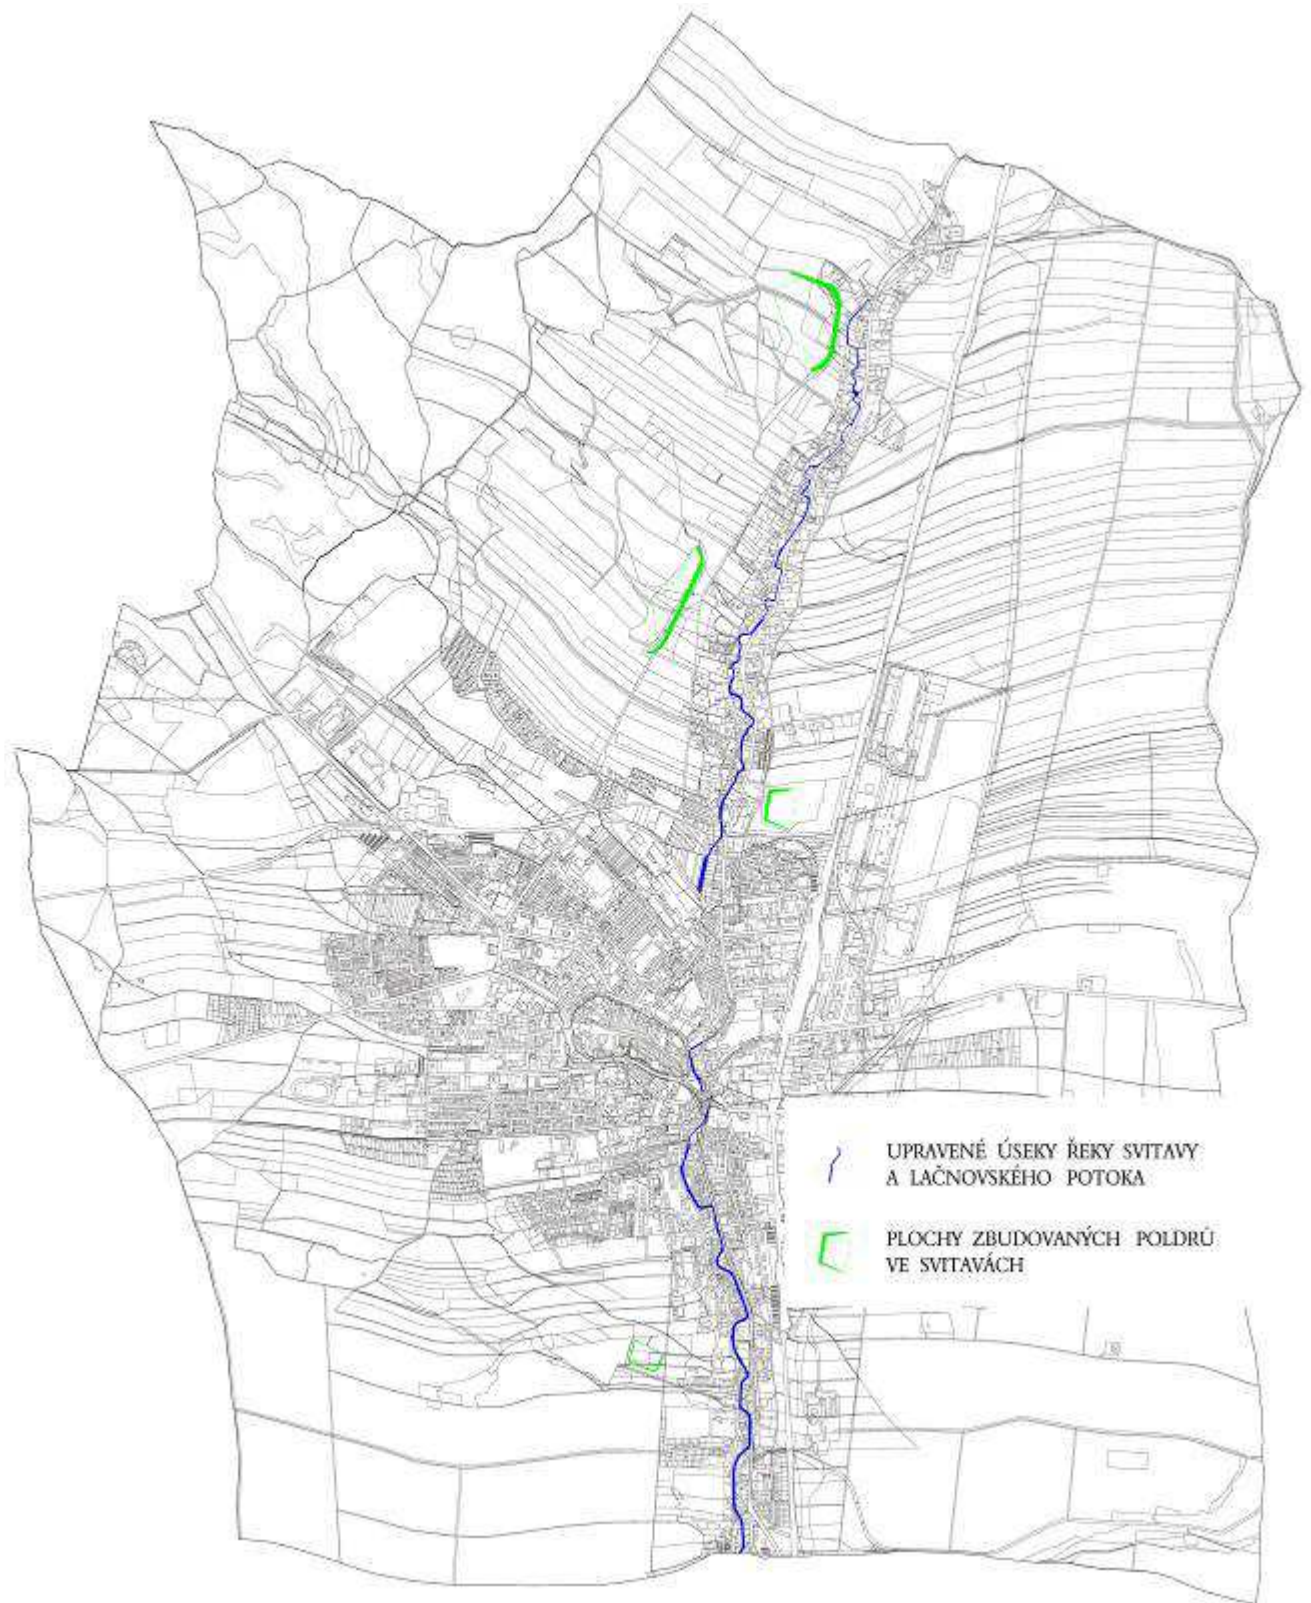 UPRAVENÉ ÚSEKY ŘEKY SVITAVY
A LAČNOVSKÉHO POTOKA
PLOCHY ZBUDOVANÝCH POLDRŮ
VE SVITAVÁCH